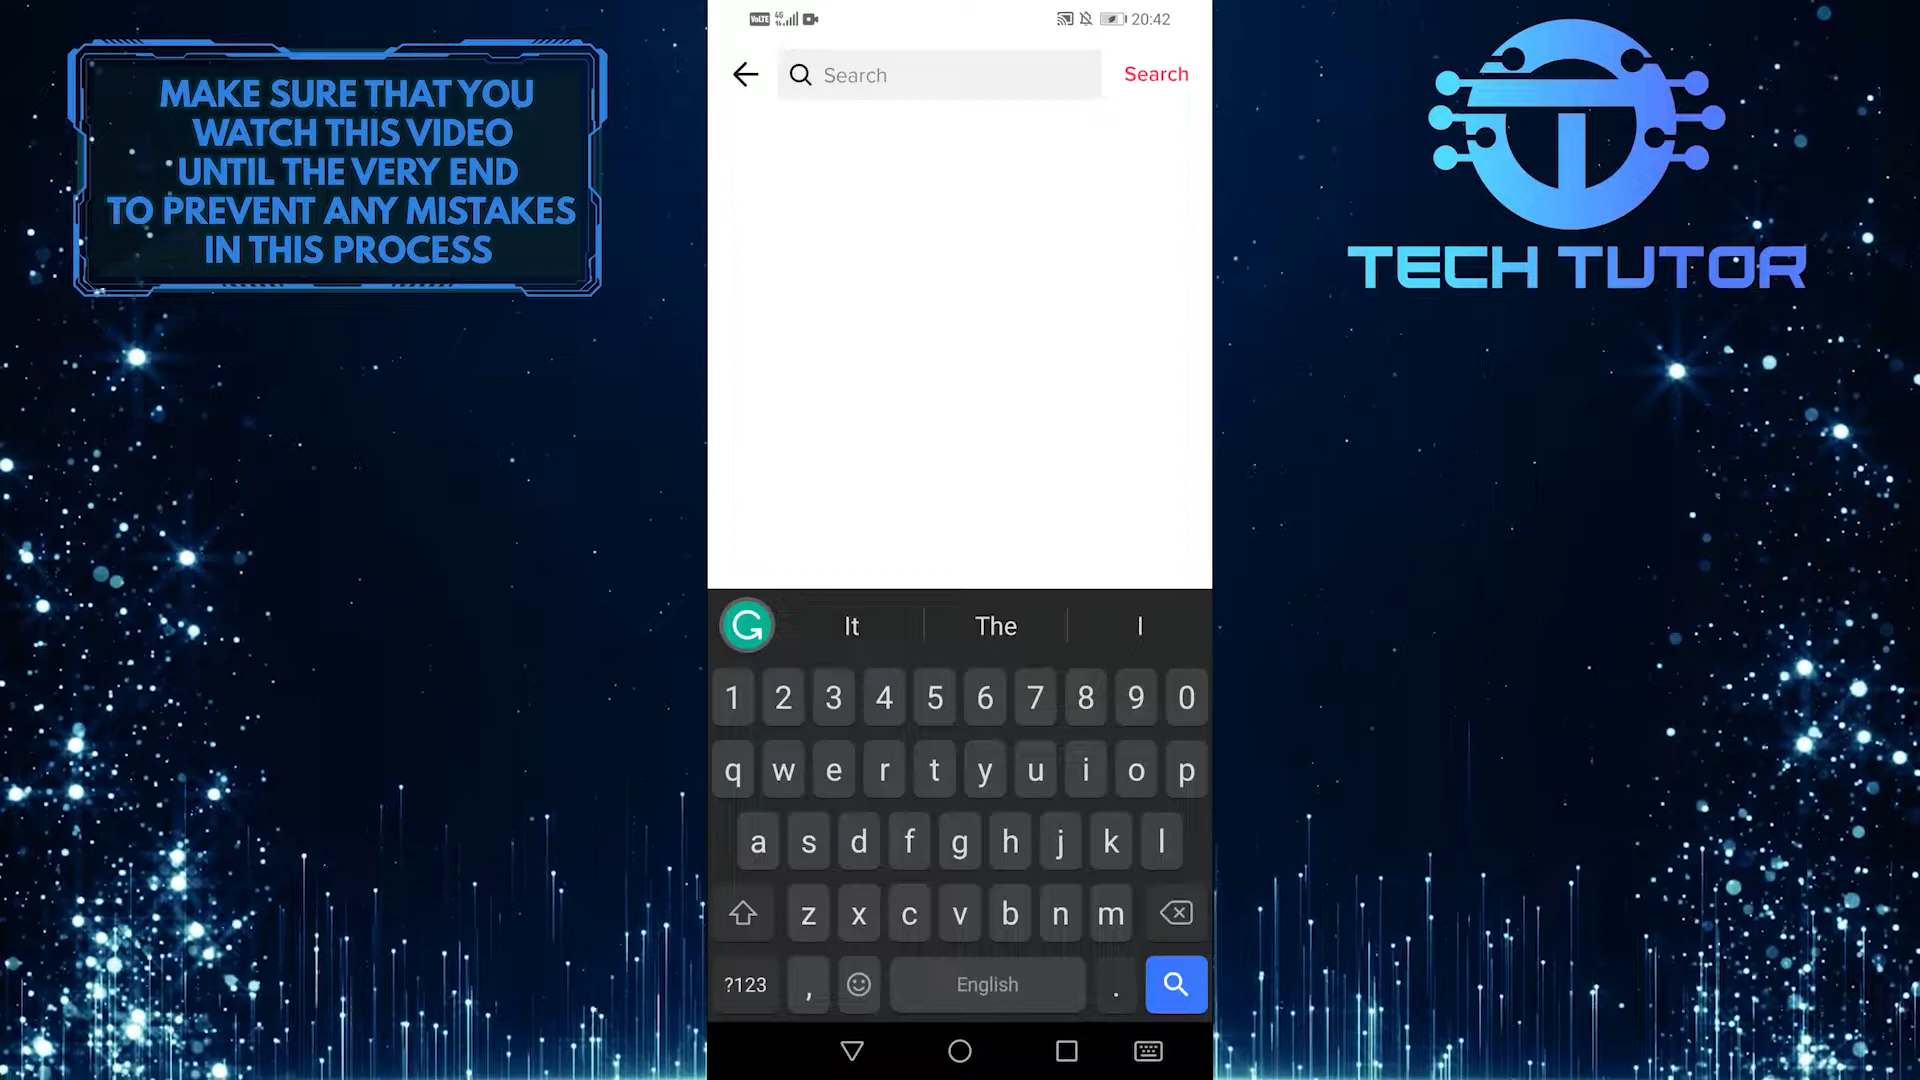 MAKE SURE THAT YOU
WATCH THIS VIDEO
UNTIL THE VERY END
TO PREVENT ANY MISTAKES
IN THIS PROCESS
VoLTE 4G 20:42
Search Search
It The I
1 2 3 4 5 6 7 8 9 0
q w e r t y u i o p
a s d f g h j k l
z x c v b n m
?123 , English .
TECH TUTOR